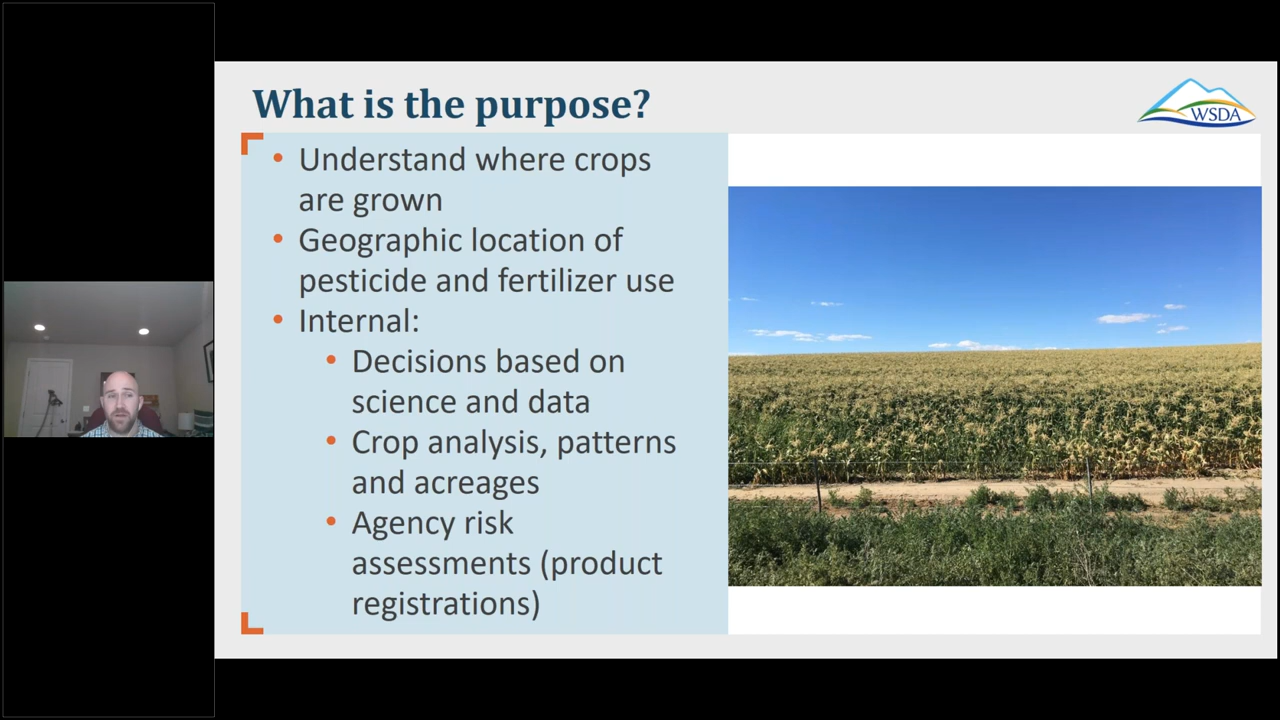 What is the purpose?
WSDA
• Understand where crops
are grown
• Geographic location of
pesticide and fertilizer use
• Internal:
• Decisions based on
science and data
• Crop analysis, patterns
and acreages
• Agency risk
assessments (product
registrations)